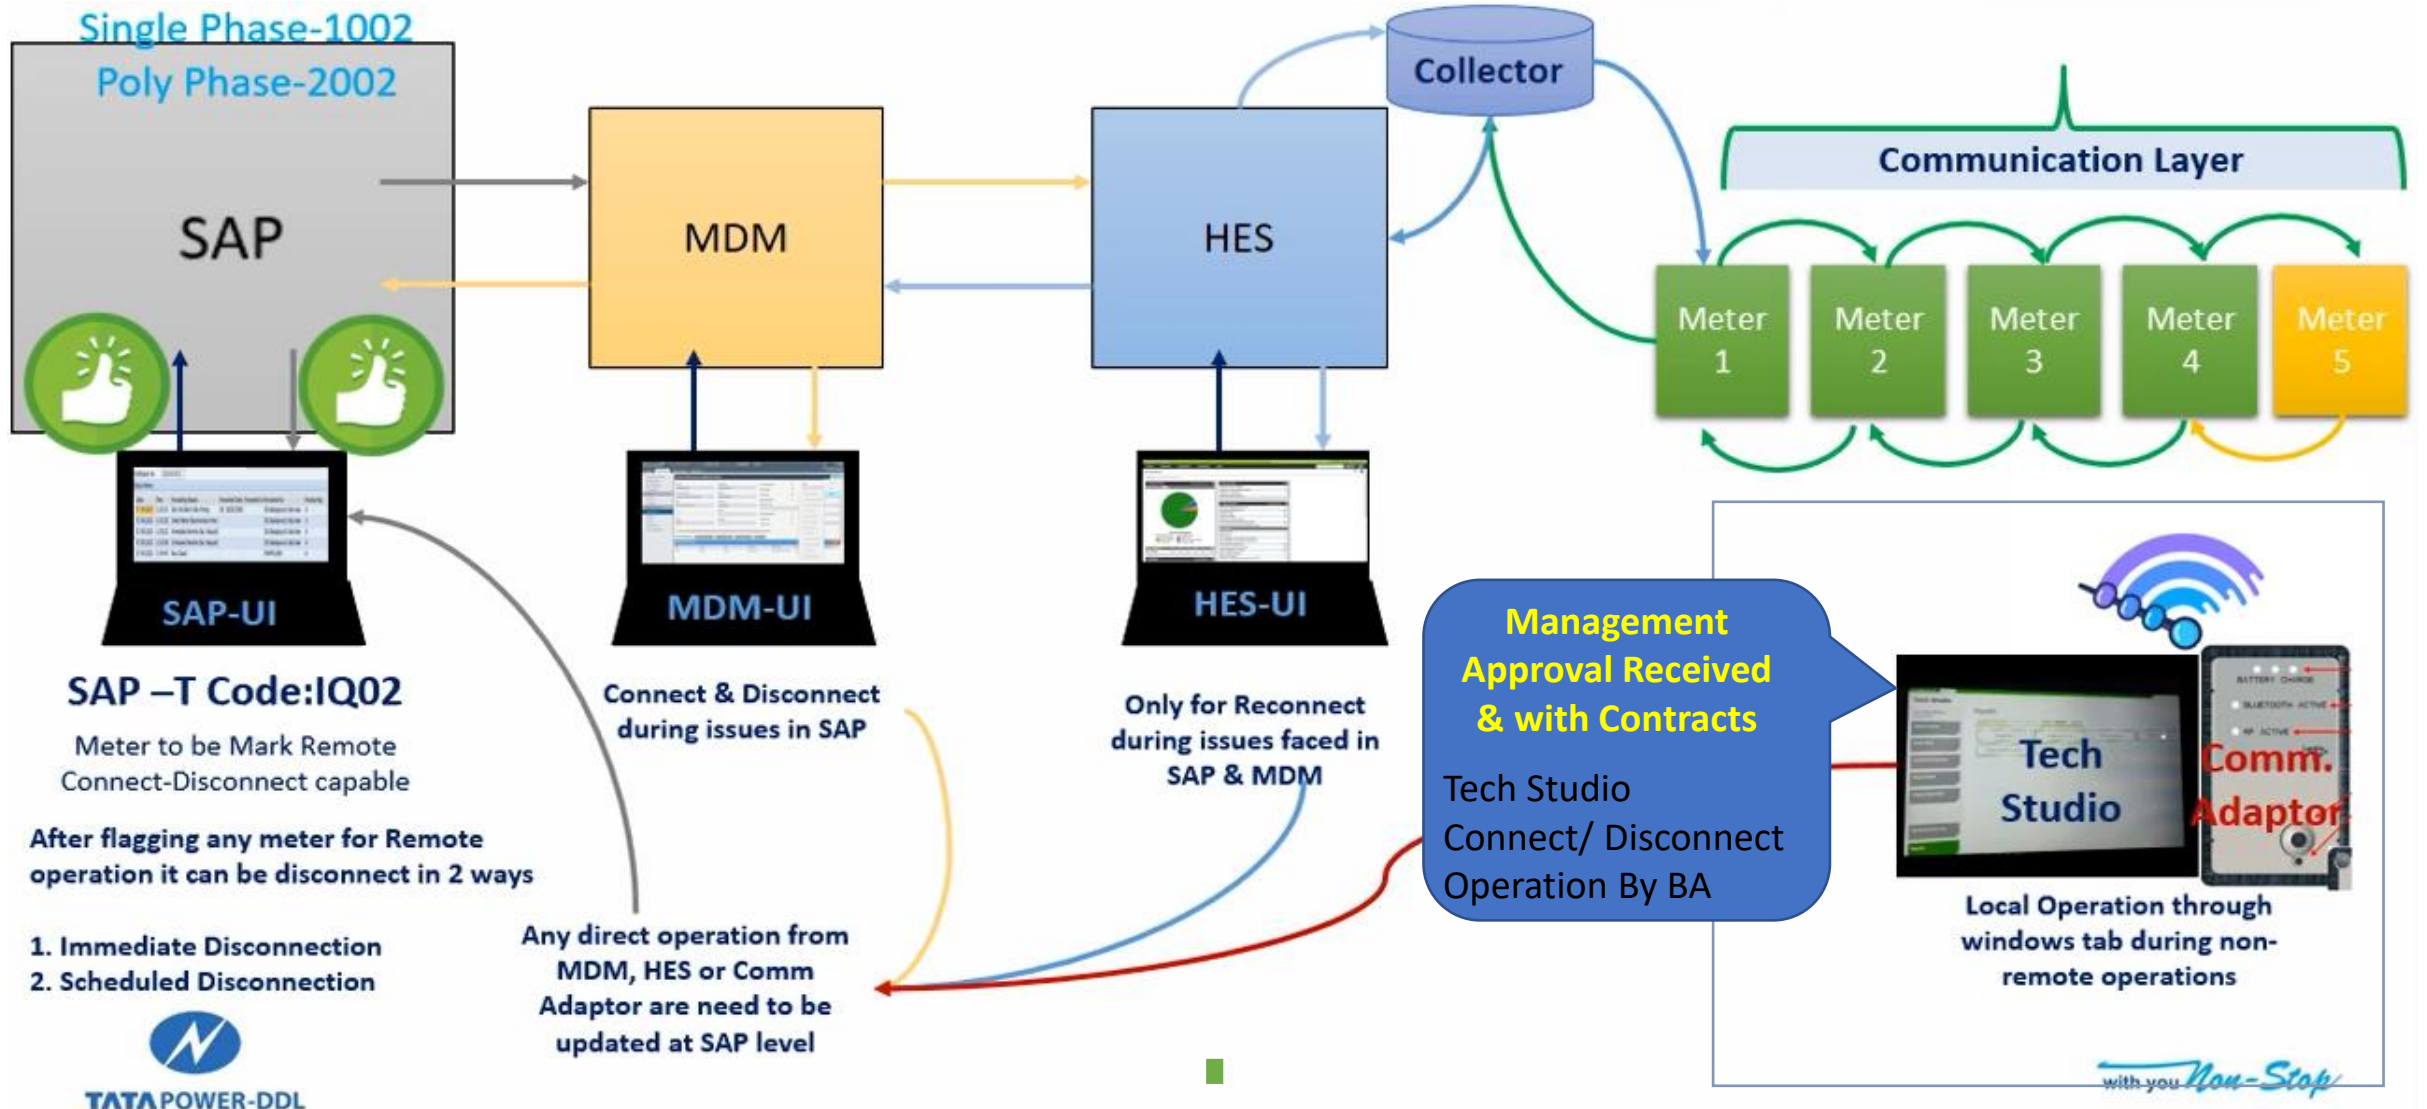 Single Phase-1002
Poly Phase-2002
SAP
MDM
HES
Collector
Communication Layer
Meter
1
Meter
2
Meter
3
Meter
4
Meter
5
SAP-UI
MDM-UI
HES-UI
SAP –T Code:IQ02
Meter to be Mark Remote
Connect-Disconnect capable
After flagging any meter for Remote
operation it can be disconnect in 2 ways
1. Immediate Disconnection
2. Scheduled Disconnection
Connect & Disconnect
during issues in SAP
Only for Reconnect
during issues faced in
SAP & MDM
Any direct operation from
MDM, HES or Comm
Adaptor are need to be
updated at SAP level
Management
Approval Received
& with Contracts
Tech Studio
Connect/ Disconnect
Operation By BA
Tech
Studio
BATTERY CHARGE
BLUETOOTH ACTIVE
RF ACTIVE
Comm.
Adaptor
Local Operation through
windows tab during non-
remote operations
TATA POWER-DDL
with you Non-Stop